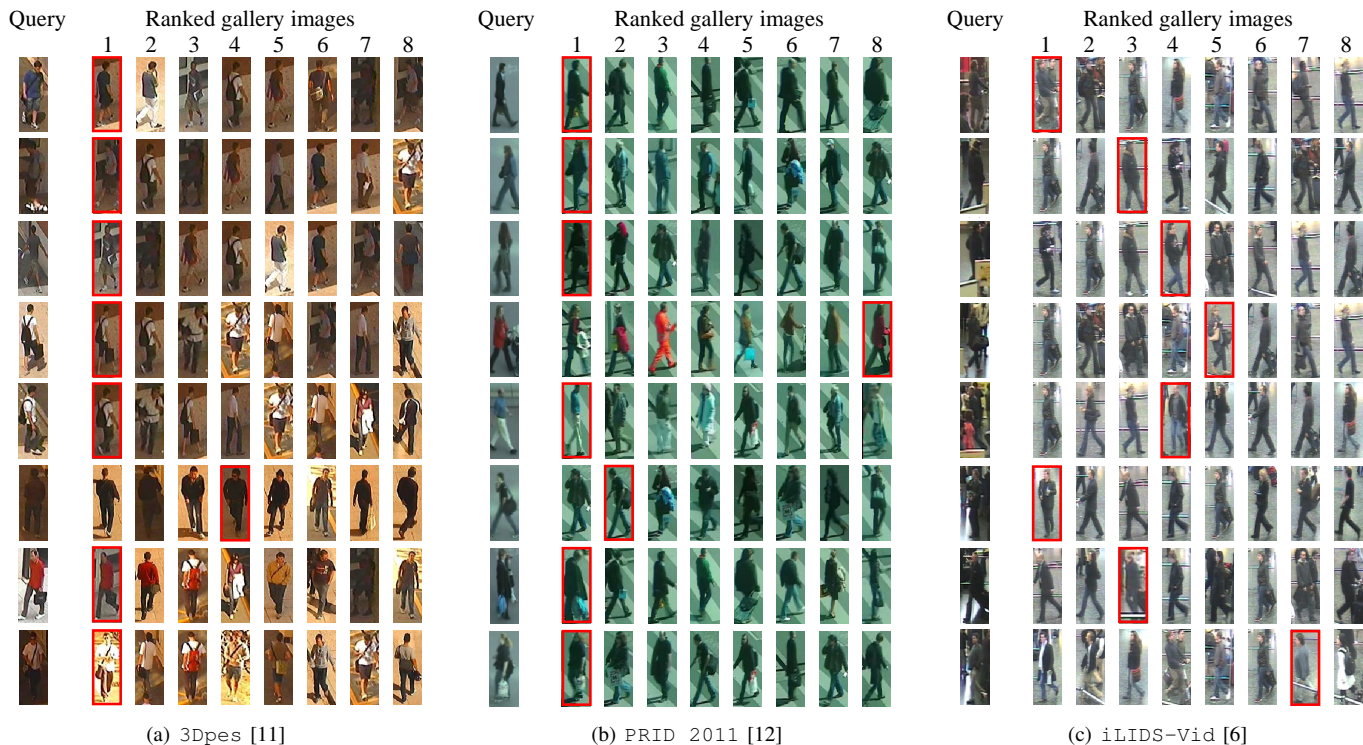 Query Ranked gallery images Query Ranked gallery images Query Ranked gallery images
1 2 3 4 5 6 7 8 1 2 3 4 5 6 7 8 1 2 3 4 5 6 7 8
(a) 3Dpes [11] (b) PRID 2011 [12] (c) iLIDS-Vid [6]